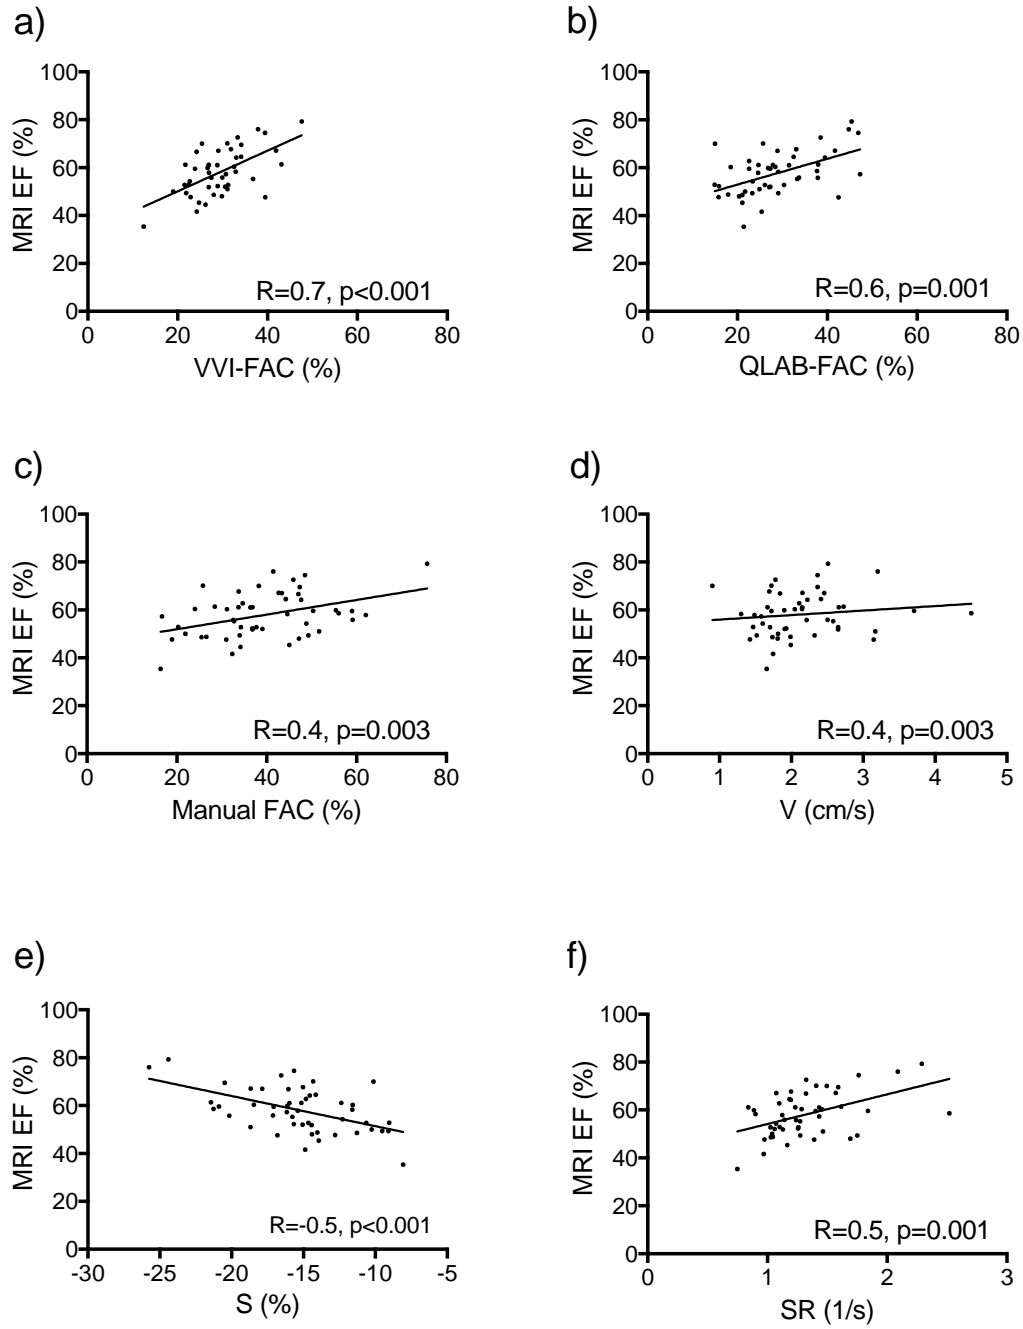 a)
100
80
60
40
20
0
MRI EF (%)
R=0.7, p<0.001
0 20 40 60 80
VVI-FAC (%)
b)
100
80
60
40
20
0
MRI EF (%)
R=0.6, p=0.001
0 20 40 60 80
QLAB-FAC (%)
c)
100
80
60
40
20
0
MRI EF (%)
R=0.4, p=0.003
0 20 40 60 80
Manual FAC (%)
d)
100
80
60
40
20
0
MRI EF (%)
R=0.4, p=0.003
0 1 2 3 4 5
V (cm/s)
e)
100
80
60
40
20
0
MRI EF (%)
R=-0.5, p<0.001
-30 -25 -20 -15 -10 -5
S (%)
f)
100
80
60
40
20
0
MRI EF (%)
R=0.5, p=0.001
0 1 2 3
SR (1/s)